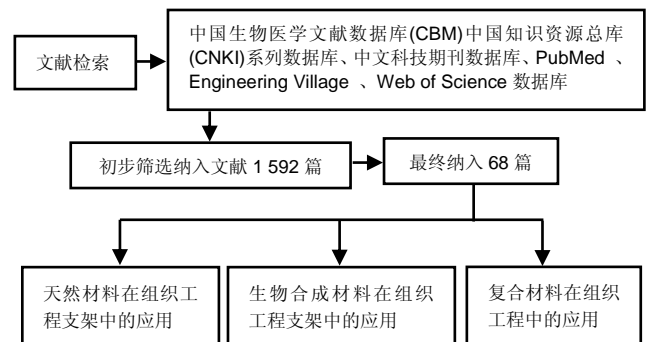 文献检索
中国生物医学文献数据库(CBM)中国知识资源总库
(CNKI)系列数据库、中文科技期刊数据库、PubMed 、
Engineering Village 、Web of Science 数据库
初步筛选纳入文献 1 592 篇
最终纳入 68 篇
天然材料在组织工
程支架中的应用
生物合成材料在组织
工程支架中的应用
复合材料在组织
工程中的应用